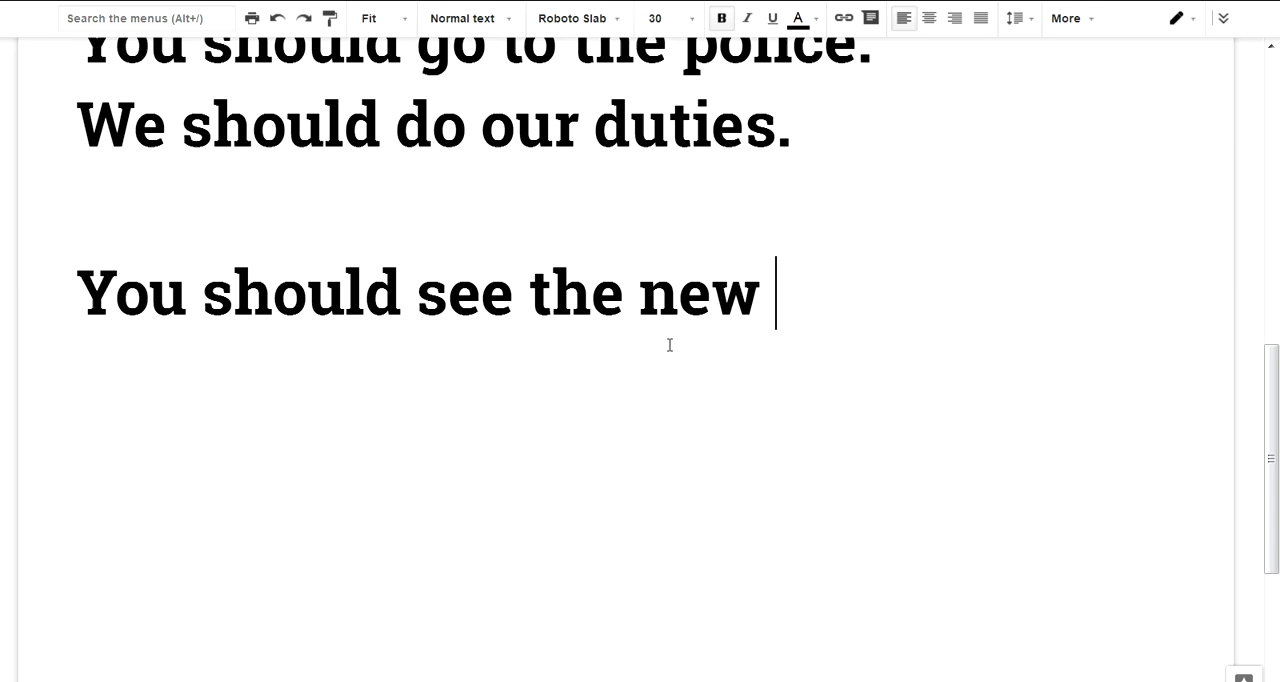 Search the menus (Alt+/) Fit Normal text Roboto Slab 30 B I U A More
You should go to the police.
We should do our duties.
You should see the new